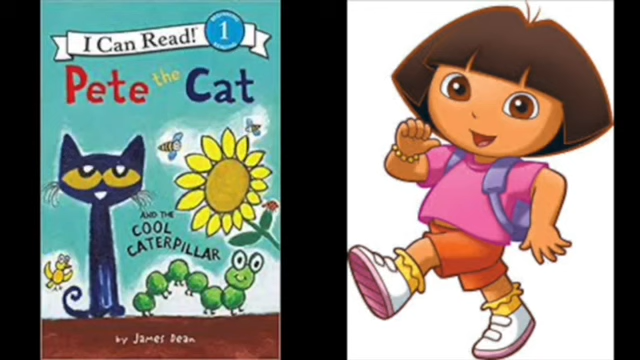 I Can Read!
1
Pete the Cat
AND THE
COOL
CATERPILLAR
by James Dean